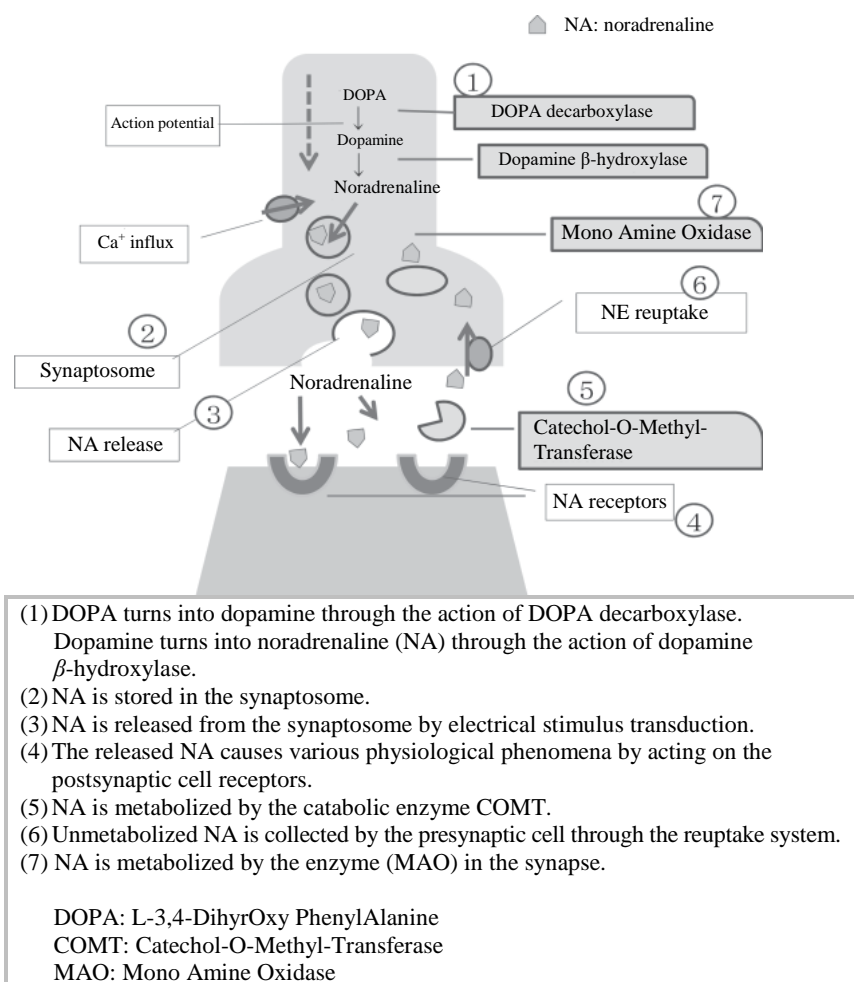 NA: noradrenaline
①
DOPA
DOPA decarboxylase
Action potential
Dopamine
Dopamine β-hydroxylase
Noradrenaline
⑦
Mono Amine Oxidase
Ca⁺ influx
⑥
NE reuptake
②
Synaptosome
Noradrenaline
⑤
③
Catechol-O-Methyl-
Transferase
NA release
NA receptors
④
(1) DOPA turns into dopamine through the action of DOPA decarboxylase.
Dopamine turns into noradrenaline (NA) through the action of dopamine
β-hydroxylase.
(2) NA is stored in the synaptosome.
(3) NA is released from the synaptosome by electrical stimulus transduction.
(4) The released NA causes various physiological phenomena by acting on the
postsynaptic cell receptors.
(5) NA is metabolized by the catabolic enzyme COMT.
(6) Unmetabolized NA is collected by the presynaptic cell through the reuptake system.
(7) NA is metabolized by the enzyme (MAO) in the synapse.
DOPA: L-3,4-DihyrOxy PhenylAlanine
COMT: Catechol-O-Methyl-Transferase
MAO: Mono Amine Oxidase